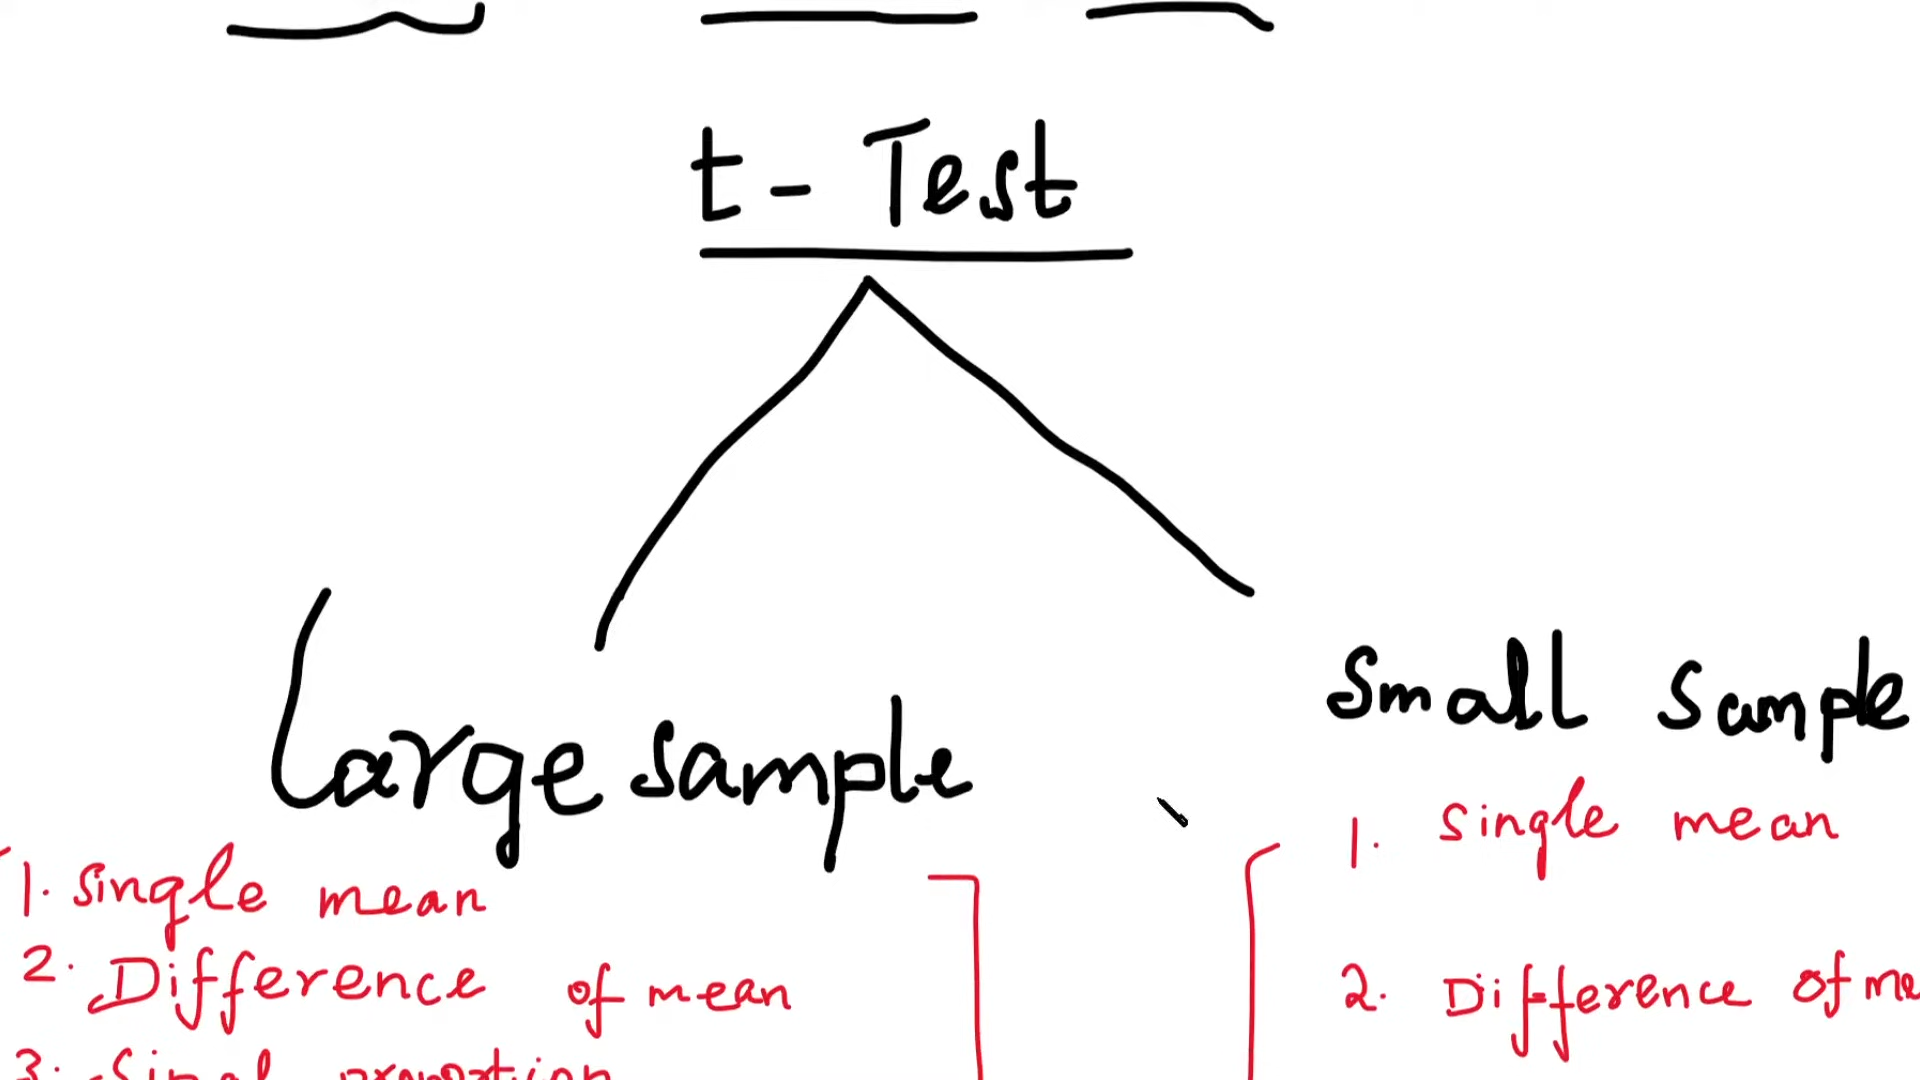 t - Test
Large sample
Small Sample
1. Single mean
2. Difference of mean
1. Single mean
2. Difference of me